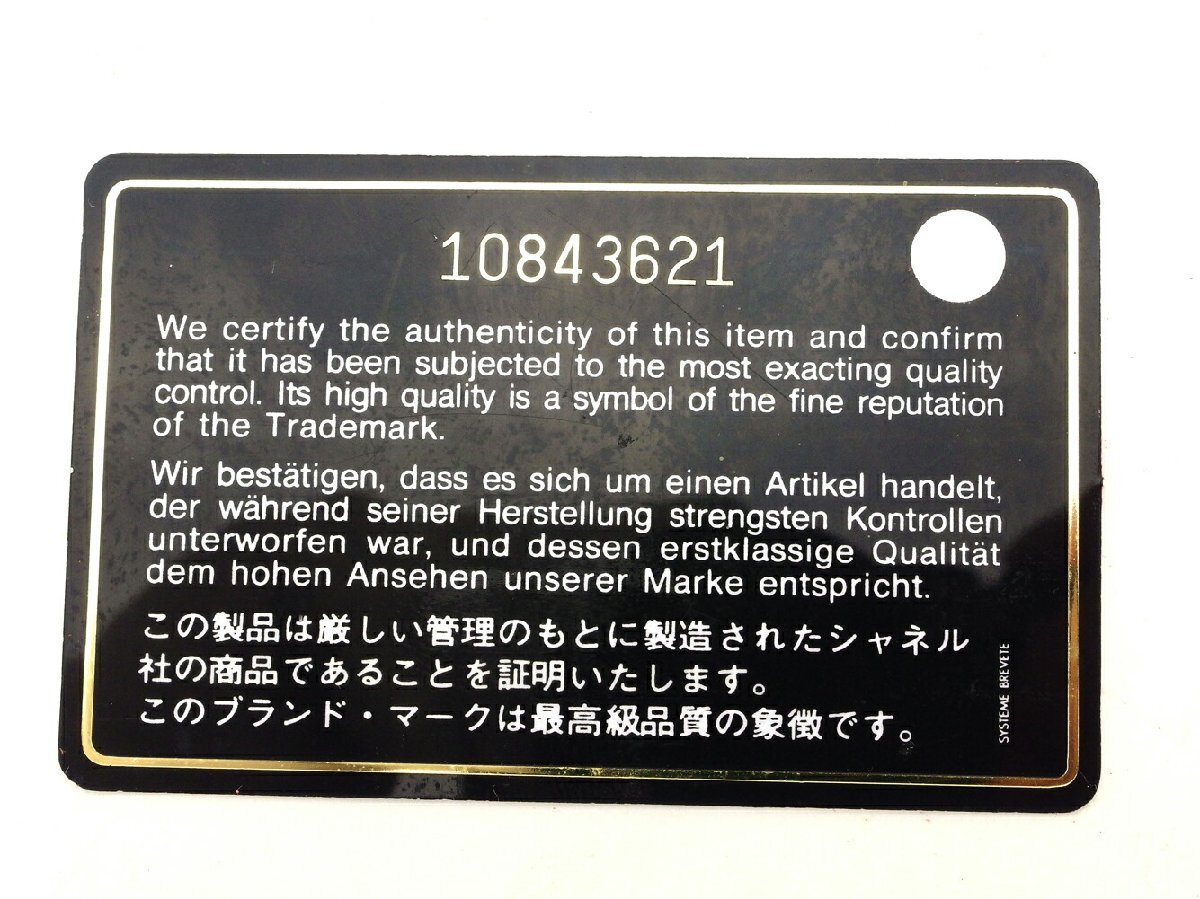 10843621
We certify the authenticity of this item and confirm
that it has been subjected to the most exacting quality
control. Its high quality is a symbol of the fine reputation
of the Trademark.
Wir bestätigen, dass es sich um einen Artikel handelt,
der während seiner Herstellung strengsten Kontrollen
unterworfen war, und dessen erstklassige Qualität
dem hohen Ansehen unserer Marke entspricht.
この製品は厳しい管理のもとに製造されたシャネル
社の商品であることを証明いたします。
このブランド・マークは最高級品質の象徴です。
SYSTEME BREVETE